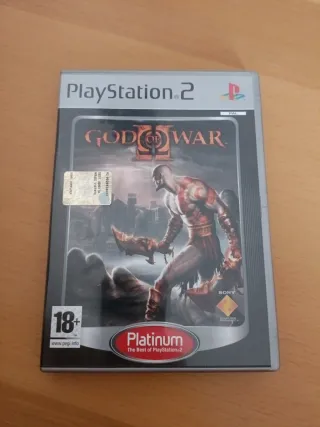 PlayStation®2
GOD OF WAR
II
SONY
18+
www.pegi.info
Platinum
The Best of PlayStation®2